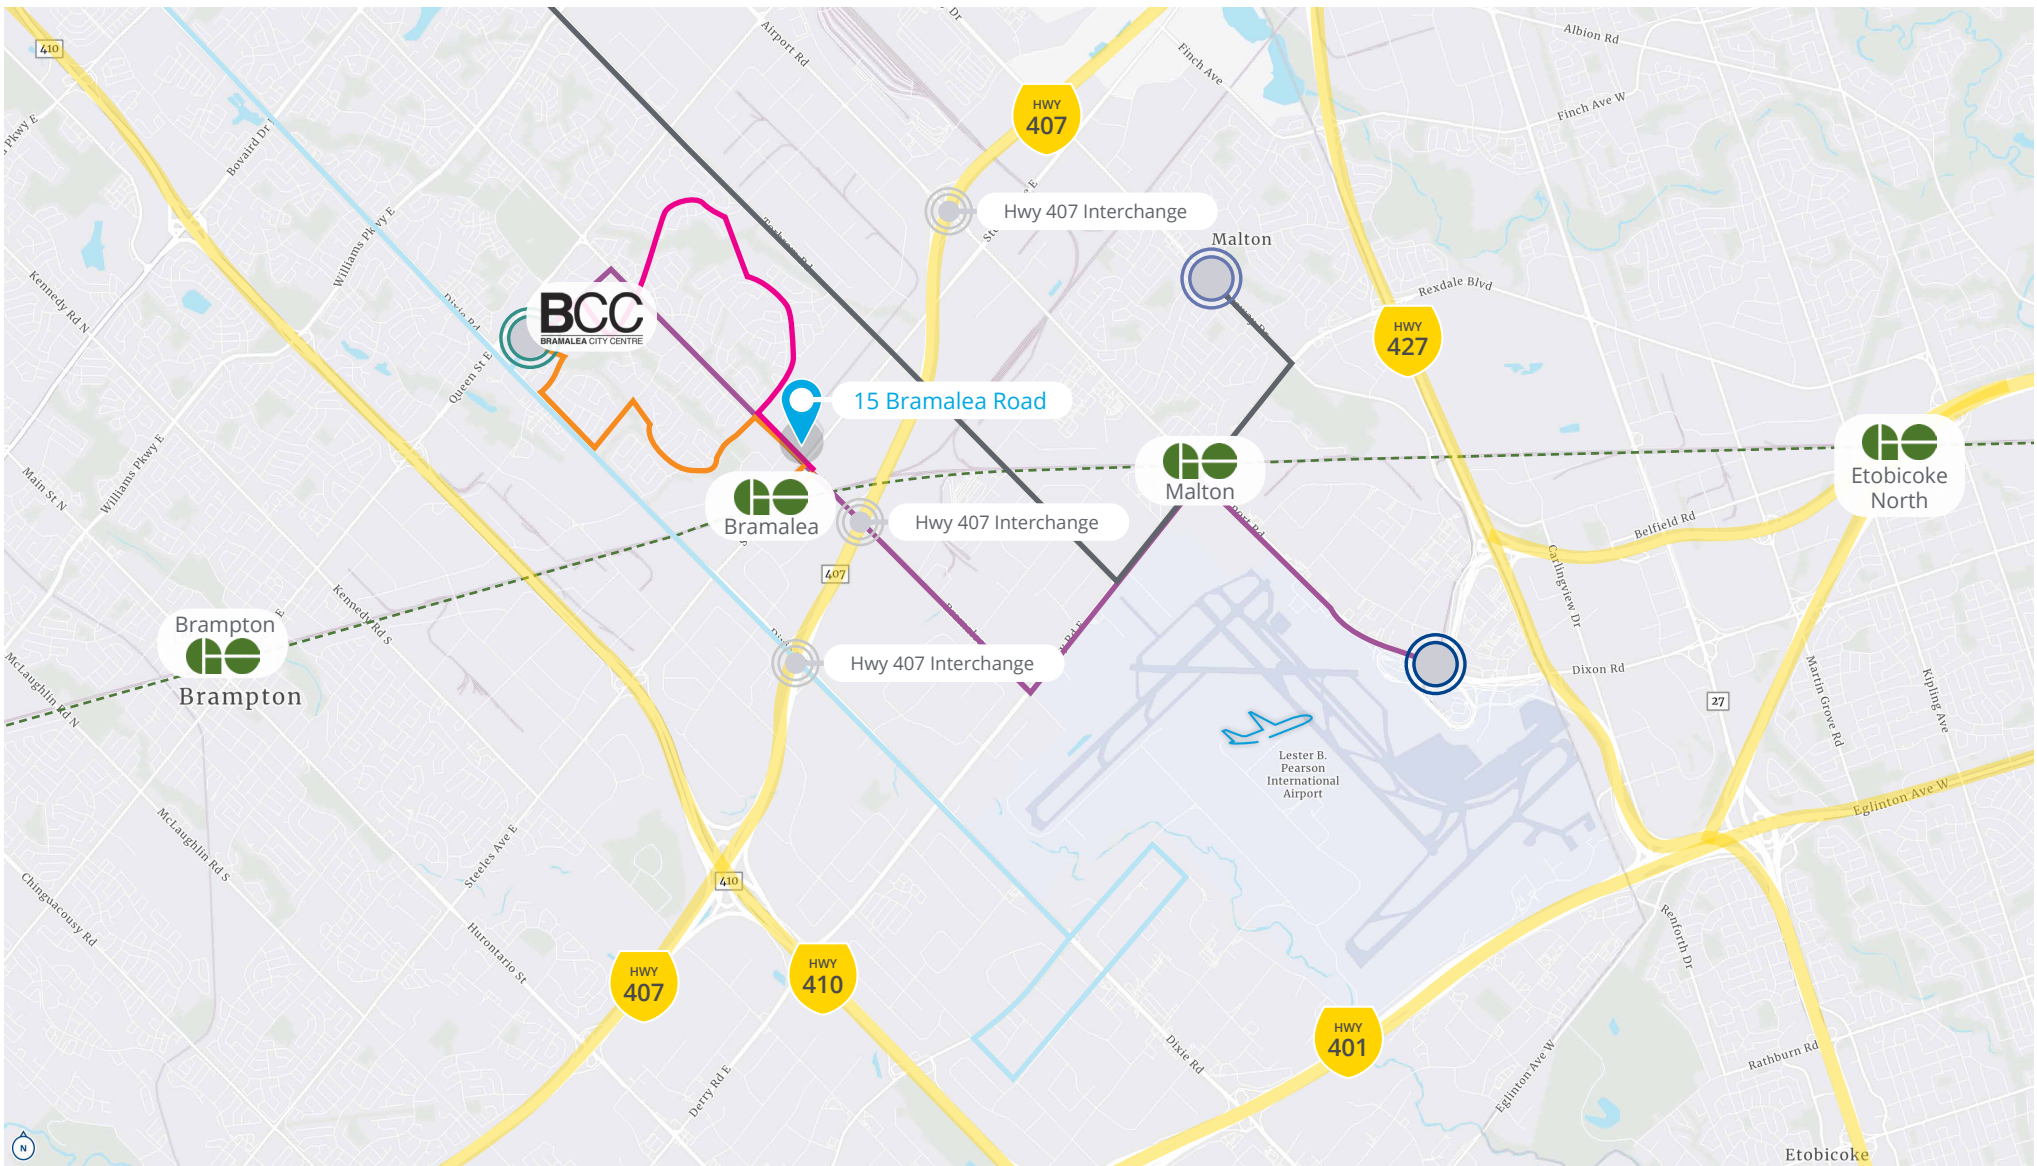 410
Airport Rd
Finch Ave
Albion Rd
Finch Ave W
HWY
407
Pkwy E
Bovaird Dr
Williams Pkwy E
Hwy 407 Interchange
Malton
Kennedy Rd N
Dixie Rd
BCC
BRAMALEA CITY CENTRE
Rexdale Blvd
HWY
427
Queen St E
15 Bramalea Road
Williams Pkwy E
Main St N
Bramalea
Malton
Etobicoke
North
Hwy 407 Interchange
Belfield Rd
407
Carlingview Dr
Kennedy Rd S
Brampton
Brampton
McLaughlin Rd N
Hwy 407 Interchange
Dixon Rd
27
Martin Grove Rd
Kipling Ave
Lester B.
Pearson
International
Airport
Eglinton Ave W
McLaughlin Rd S
Steeles Ave E
Chinguacousy Rd
410
Hurontario St
Renforth Dr
HWY
407
HWY
410
HWY
401
Dixie Rd
Derry Rd E
Eglinton Ave W
Rathburn Rd
N
Etobicoke